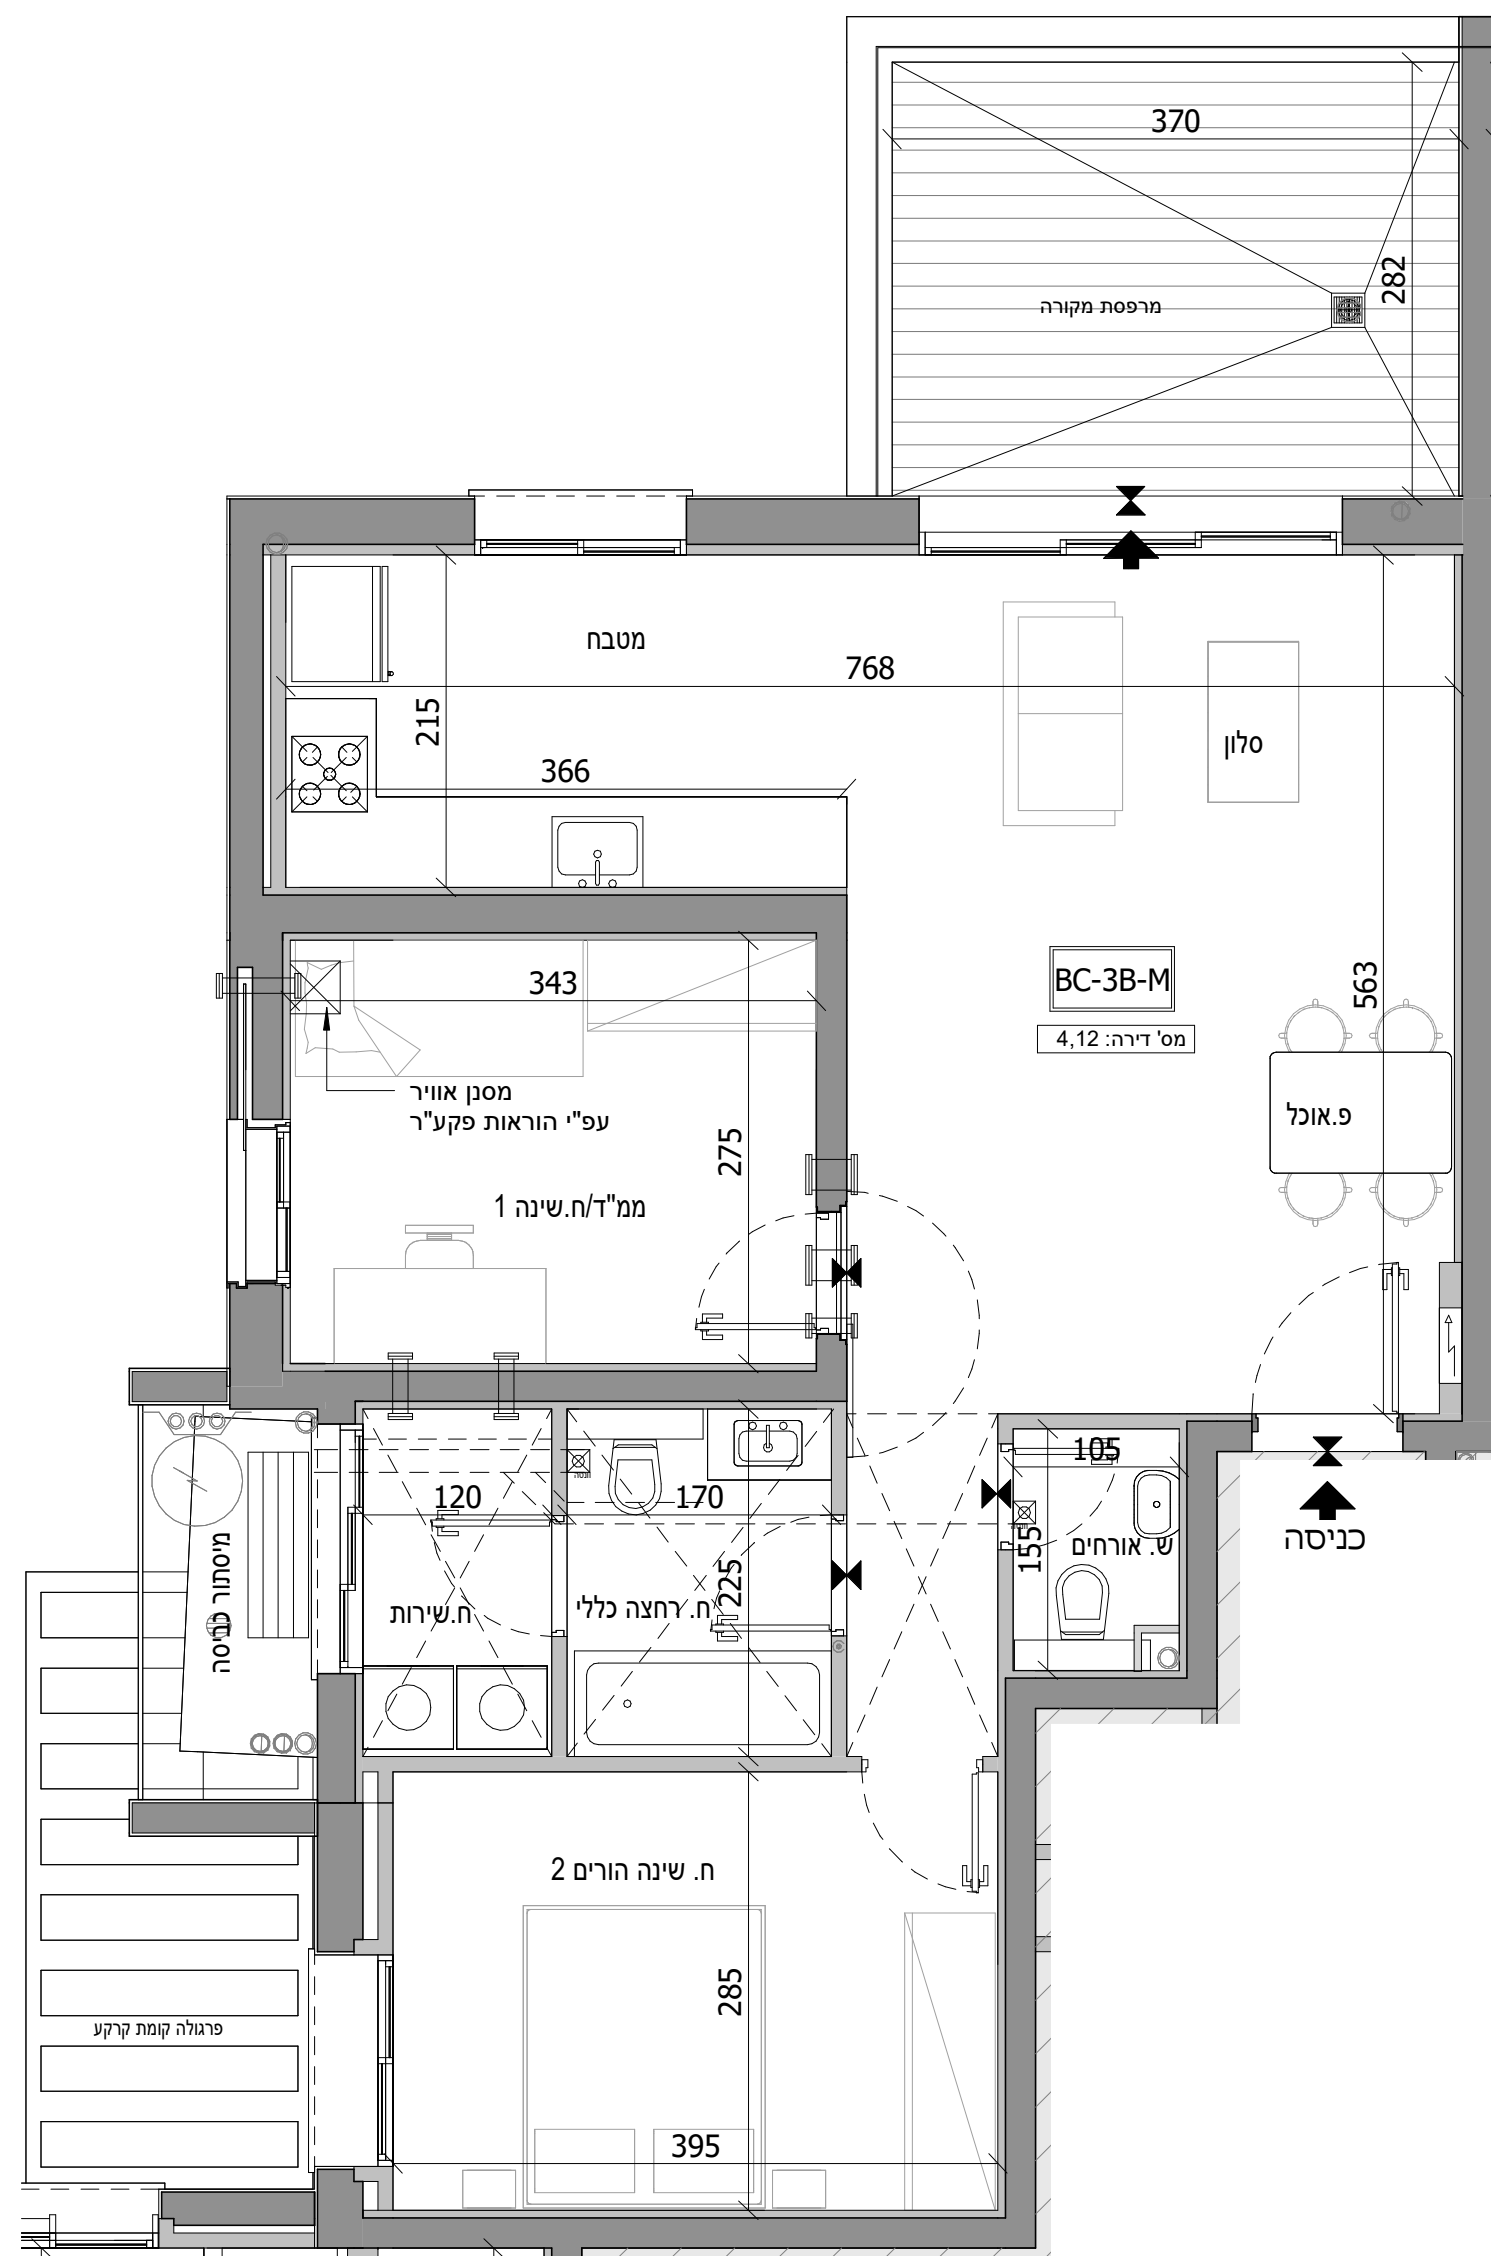 370
282
מרפסת מקורה
מטבח
768
215
סלון
366
BC-3B-M
מס' דירה: 4,12
563
343
פ.אוכל
מסנן אוויר
עפ"י הוראות פקע"ר
275
ממ"ד/ח.שינה 1
105
120
170
155
ש. אורחים
כניסה
מיסתור כביסה
225
ח.שירות
ח. רחצה כללי
ח. שינה הורים 2
285
פרגולה קומת קרקע
395